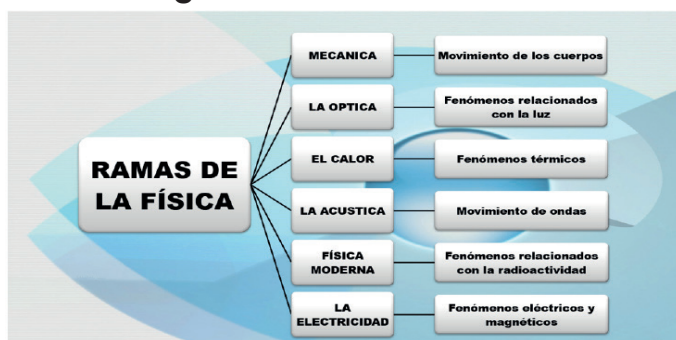 RAMAS DE
LA FÍSICA
MECANICA
Movimiento de los cuerpos
LA OPTICA
Fenómenos relacionados
con la luz
EL CALOR
Fenómenos térmicos
LA ACUSTICA
Movimiento de ondas
FÍSICA
MODERNA
Fenómenos relacionados
con la radioactividad
LA
ELECTRICIDAD
Fenómenos eléctricos y
magnéticos